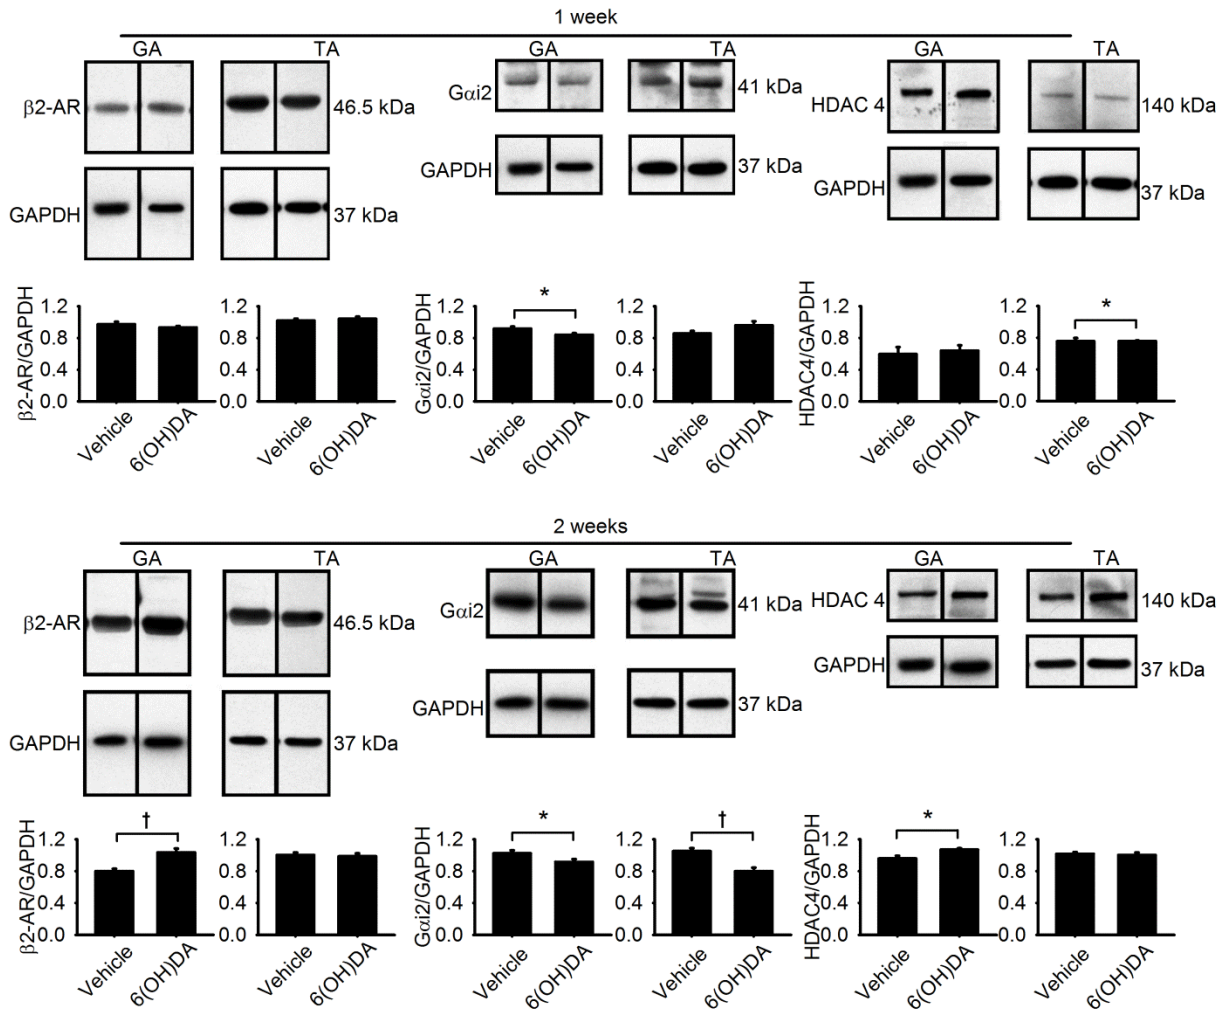 1 week
GA TA GA TA GA TA
β2-AR 46.5 kDa Gαi2 41 kDa HDAC 4 140 kDa
GAPDH 37 kDa GAPDH 37 kDa GAPDH 37 kDa
β2-AR/GAPDH
1.2
0.8
0.4
0.0
Vehicle
6(OH)DA
1.2
0.8
0.4
0.0
Vehicle
6(OH)DA
Gαi2/GAPDH
1.2
0.8
0.4
0.0
*
Vehicle
6(OH)DA
1.2
0.8
0.4
0.0
Vehicle
6(OH)DA
HDAC4/GAPDH
1.2
0.8
0.4
0.0
Vehicle
6(OH)DA
1.2
0.8
0.4
0.0
*
Vehicle
6(OH)DA
2 weeks
GA TA GA TA GA TA
β2-AR 46.5 kDa Gαi2 41 kDa HDAC 4 140 kDa
GAPDH 37 kDa GAPDH 37 kDa GAPDH 37 kDa
β2-AR/GAPDH
1.2
0.8
0.4
0.0
†
Vehicle
6(OH)DA
1.2
0.8
0.4
0.0
Vehicle
6(OH)DA
Gαi2/GAPDH
1.2
0.8
0.4
0.0
*
Vehicle
6(OH)DA
1.2
0.8
0.4
0.0
†
Vehicle
6(OH)DA
HDAC4/GAPDH
1.2
0.8
0.4
0.0
*
Vehicle
6(OH)DA
1.2
0.8
0.4
0.0
Vehicle
6(OH)DA